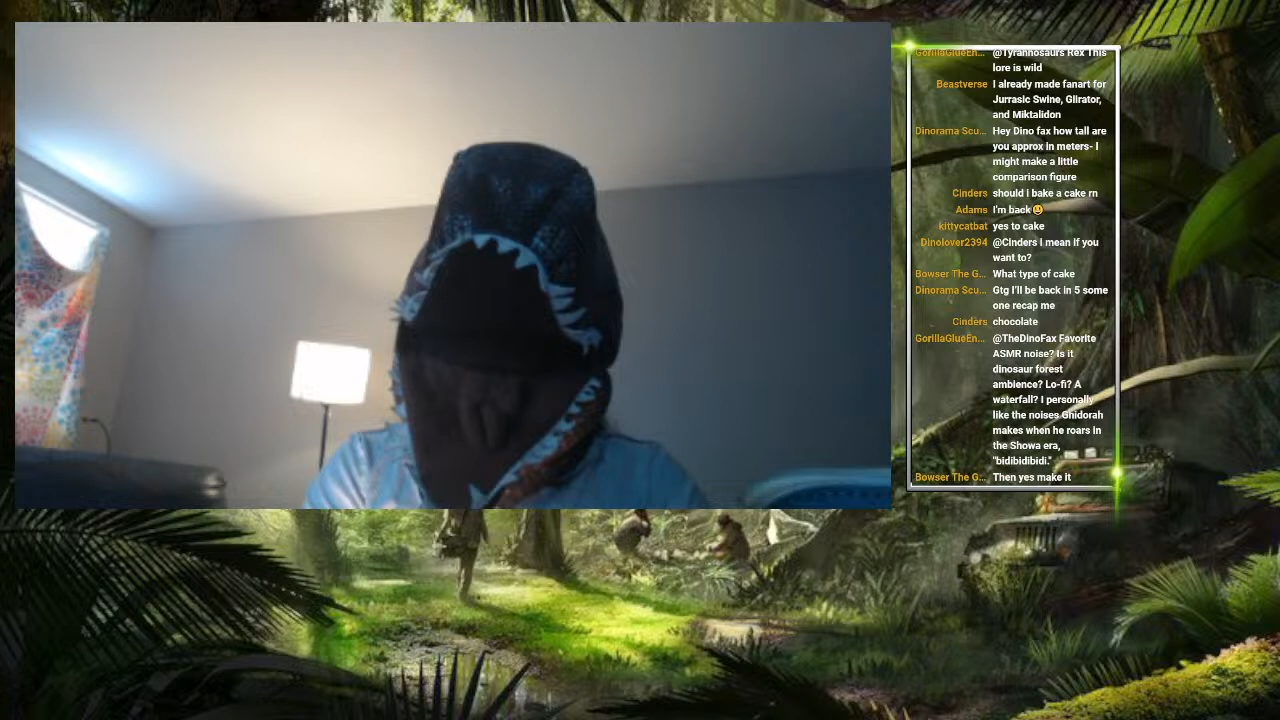 GorillaGlueEn... @Tyrannosaurs Rex This
lore is wild
Beastverse I already made fanart for
Jurrasic Swine, Glirator,
and Miktalidon
Dinorama Scu... Hey Dino fax how tall are
you approx in meters- I
might make a little
comparison figure
Cinders should i bake a cake rn
Adams I'm back😃
kittycatbat yes to cake
Dinolover2394 @Cinders I mean if you
want to?
Bowser The G... What type of cake
Dinorama Scu... Gtg I'll be back in 5 some
one recap me
Cinders chocolate
GorillaGlueEn... @TheDinoFax Favorite
ASMR noise? Is it
dinosaur forest
ambience? Lo-fi? A
waterfall? I personally
like the noises Ghidorah
makes when he roars in
the Showa era,
"bidibidibidi."
Bowser The G... Then yes make it